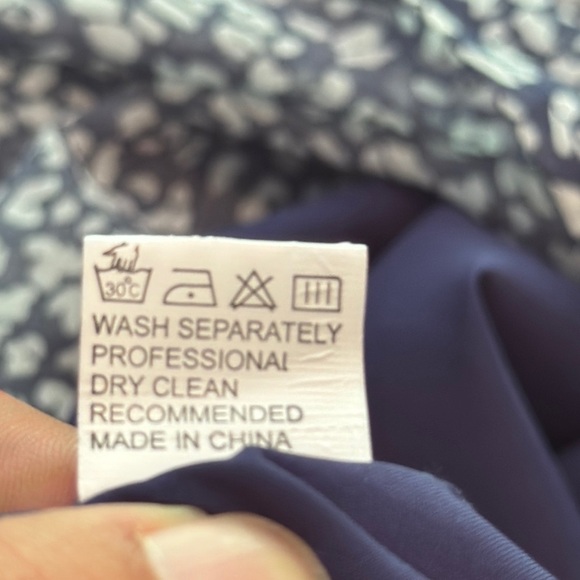 30°C
WASH SEPARATELY
PROFESSIONAL
DRY CLEAN
RECOMMENDED
MADE IN CHINA